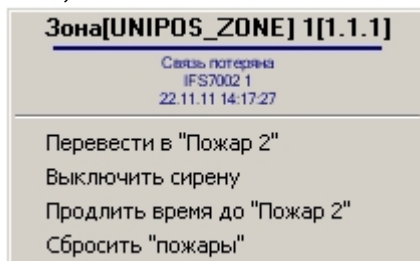 Зона[UNIPOS_ZONE] 1[1.1.1]
Связь потеряна
IFS7002 1
22.11.11 14:17:27
Перевести в "Пожар 2"
Выключить сирену
Продлить время до "Пожар 2"
Сбросить "пожары"